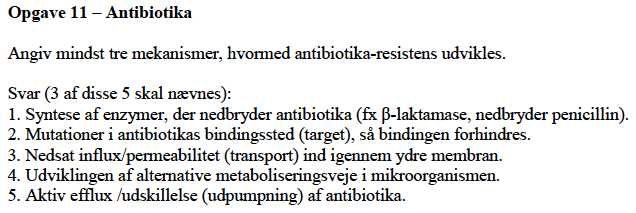 Opgave 11 – Antibiotika
Angiv mindst tre mekanismer, hvormed antibiotika-resistens udvikles.
Svar (3 af disse 5 skal nævnes):
1. Syntese af enzymer, der nedbryder antibiotika (fx β-laktamase, nedbryder penicillin).
2. Mutationer i antibiotikas bindingssted (target), så bindingen forhindres.
3. Nedsat influx/permeabilitet (transport) ind igennem ydre membran.
4. Udviklingen af alternative metaboliseringsveje i mikroorganismen.
5. Aktiv efflux /udskillelse (udpumpning) af antibiotika.